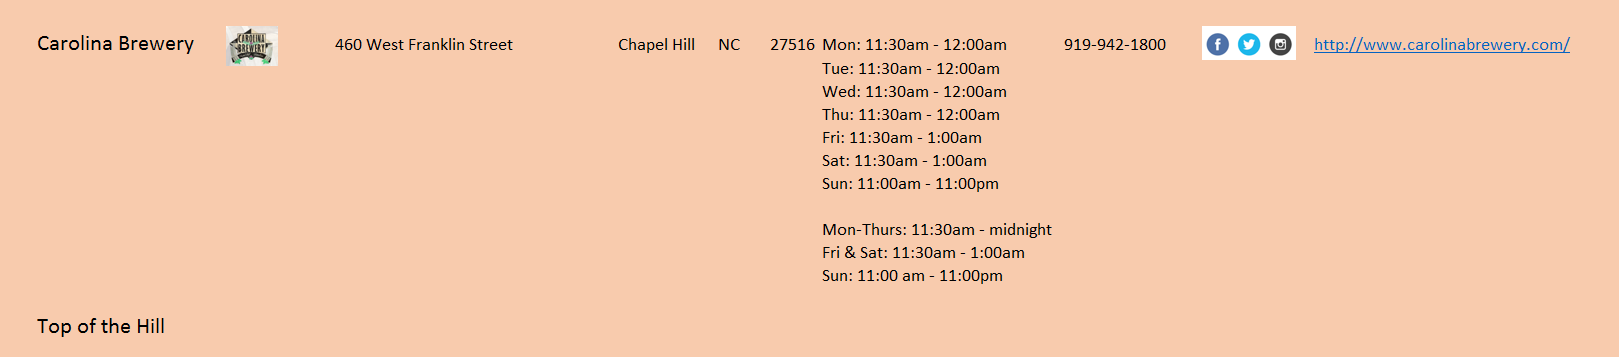 Carolina Brewery CAROLINA BREWERY 460 West Franklin Street Chapel Hill NC 27516 Mon: 11:30am - 12:00am 919-942-1800 http://www.carolinabrewery.com/
Tue: 11:30am - 12:00am
Wed: 11:30am - 12:00am
Thu: 11:30am - 12:00am
Fri: 11:30am - 1:00am
Sat: 11:30am - 1:00am
Sun: 11:00am - 11:00pm
Mon-Thurs: 11:30am - midnight
Fri & Sat: 11:30am - 1:00am
Sun: 11:00 am - 11:00pm
Top of the Hill